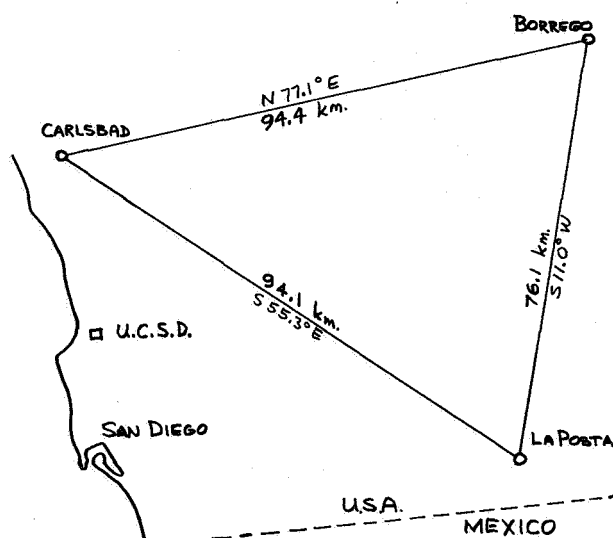 BORREGO
N 77.1° E
94.4 km.
CARLSBAD
76.1 km.
S 11.0° W
94.1 km.
S 55.3° E
U.C.S.D.
SAN DIEGO
LA POSTA
U.S.A.
MEXICO